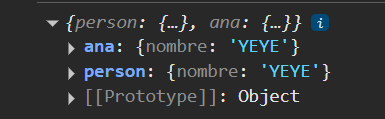 ▼ {person: {…}, ana: {…}} i
▶ ana: {nombre: 'YEYE'}
▶ person: {nombre: 'YEYE'}
▶ [[Prototype]]: Object